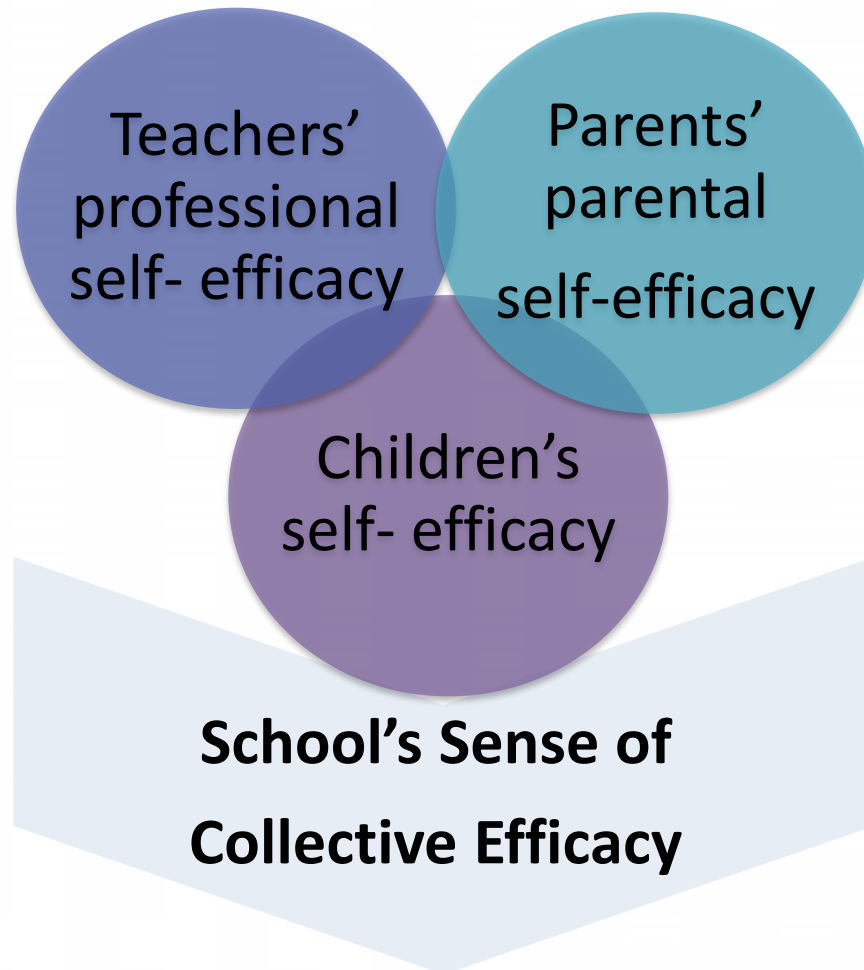 Teachers’
professional
self- efficacy
Parents’
parental
self-efficacy
Children’s
self- efficacy
School’s Sense of
Collective Efficacy